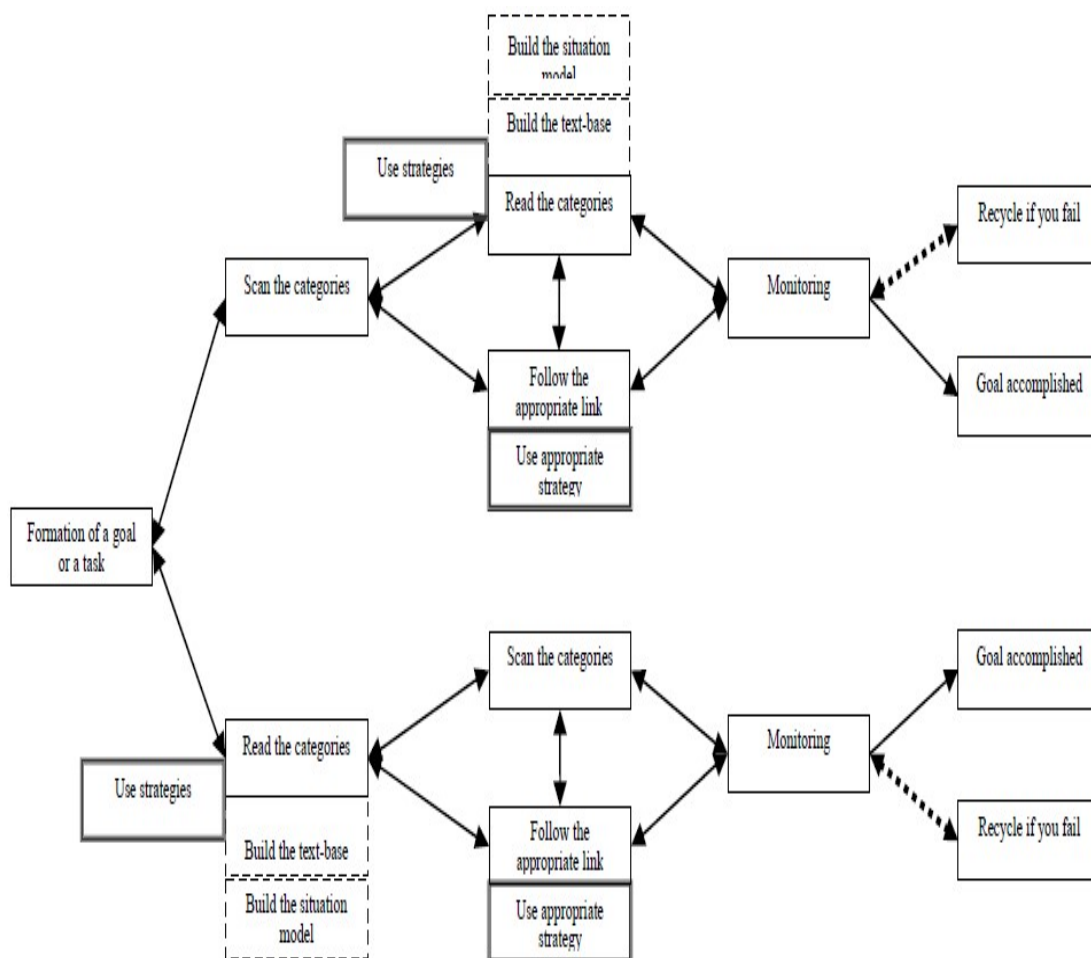 Build the situation
model
Build the text-base
Use strategies
Read the categories
Recycle if you fail
Scan the categories
Monitoring
Follow the
appropriate link
Goal accomplished
Use appropriate
strategy
Formation of a goal
or a task
Scan the categories
Goal accomplished
Read the categories
Monitoring
Use strategies
Follow the
appropriate link
Recycle if you fail
Build the text-base
Build the situation
model
Use appropriate
strategy